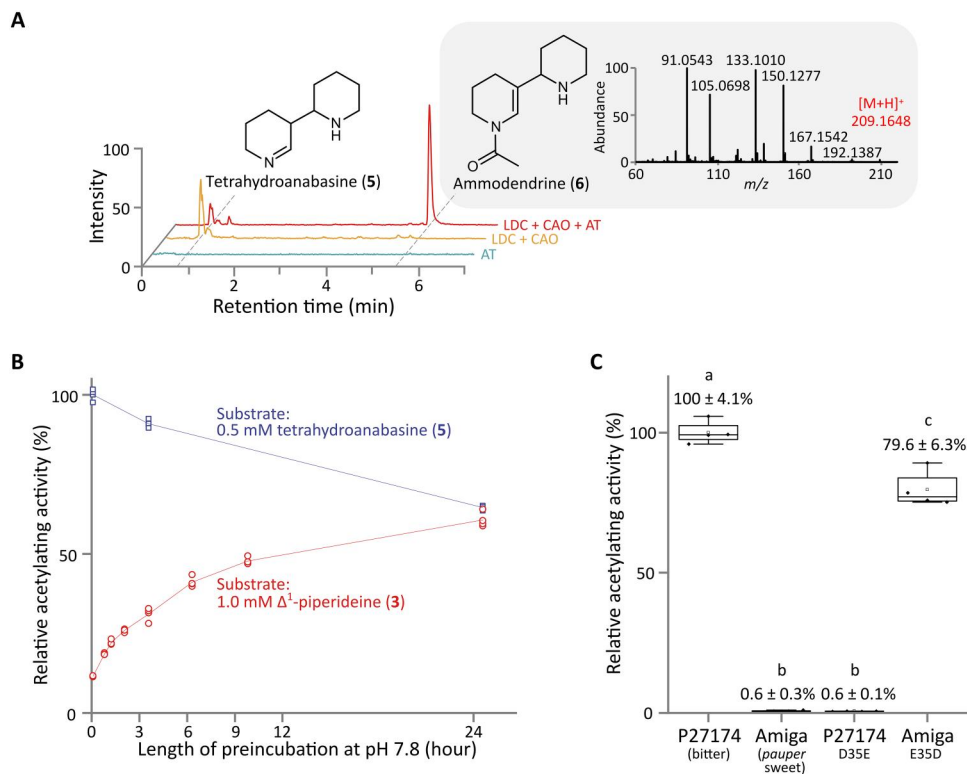 A
Intensity
100
50
0
0
2
4
6
Retention time (min)
N
NH
Tetrahydroanabasine (5)
N
O
NH
Ammodendrine (6)
LDC + CAO + AT
LDC + CAO
AT
Abundance
100
50
0
60
110
160
210
m/z
91.0543
105.0698
133.1010
150.1277
167.1542
192.1387
[M+H]⁺
209.1648
B
Relative acetylating activity (%)
100
50
0
0
3
6
9
12
24
Length of preincubation at pH 7.8 (hour)
Substrate:
0.5 mM tetrahydroanabasine (5)
Substrate:
1.0 mM Δ¹-piperideine (3)
C
Relative acetylating activity (%)
100
50
0
a
100 ± 4.1%
b
0.6 ± 0.3%
b
0.6 ± 0.1%
c
79.6 ± 6.3%
P27174
(bitter)
Amiga
(pauper
sweet)
P27174
D35E
Amiga
E35D